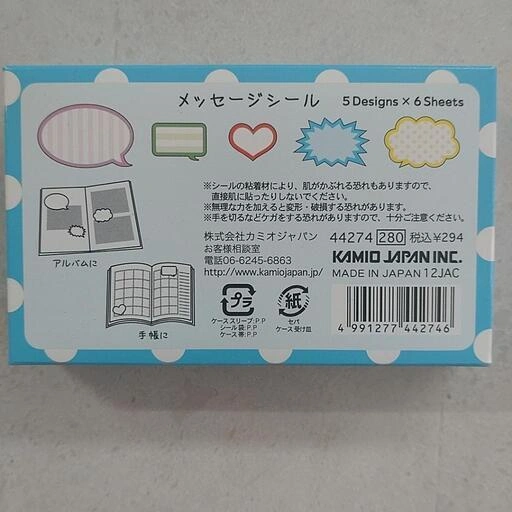 メッセージシール 5 Designs × 6 Sheets
※シールの粘着材により、肌がかぶれる恐れもありますので、
直接肌に貼ったりしないでください。
※無理な力を加えると変形・破損する恐れがあります。
※手を切るなどケガをする恐れがありますので、十分ご注意ください。
アルバムに
手帳に
株式会社カミオジャパン
お客様相談室
電話06-6245-6863
http://www.kamiojapan.jp/
44274 280 税込¥294
KAMIO JAPAN INC.
MADE IN JAPAN 12JAC
プラ
ケース スリーブ:P.P
シール袋:P.P
ケース帯:P.P
紙
セパ
ケース受け皿
4 991277 442746